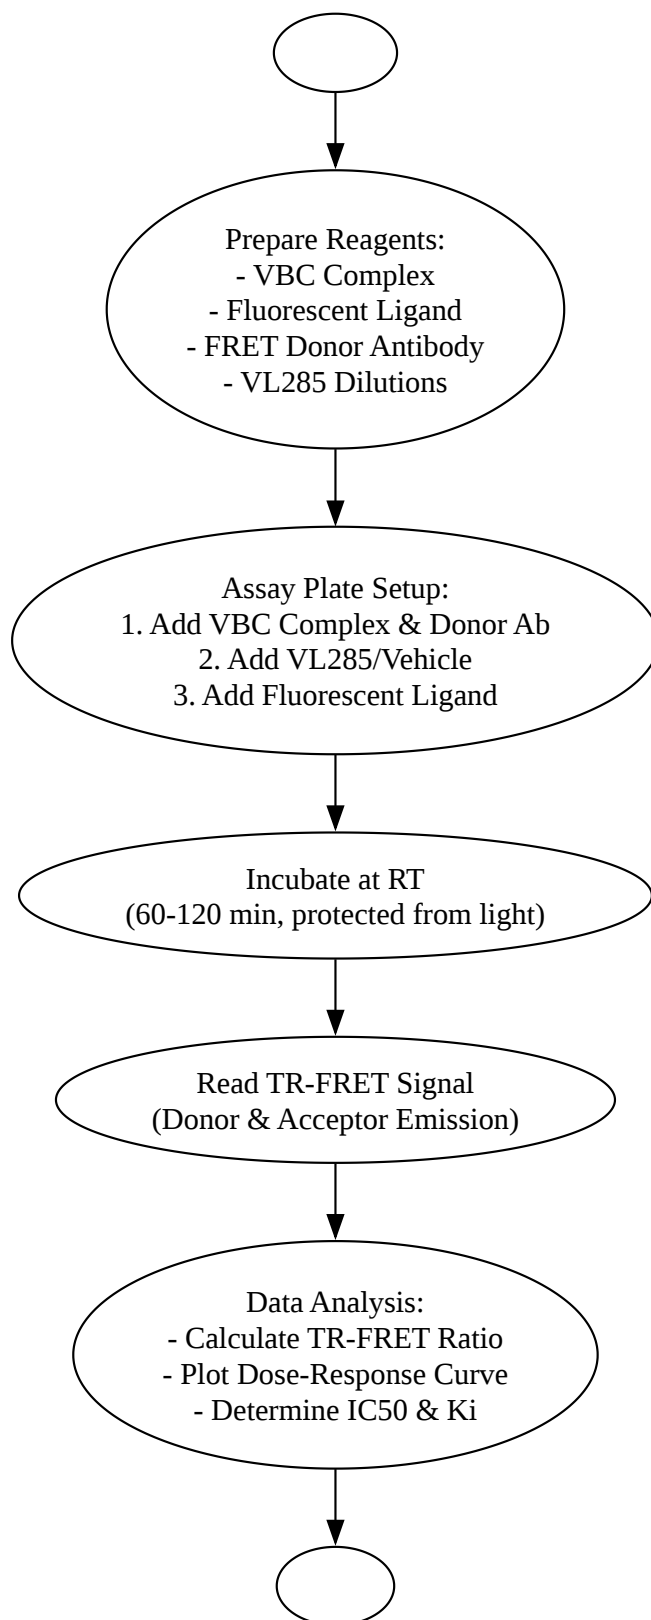 Prepare Reagents:
- VBC Complex
- Fluorescent Ligand
- FRET Donor Antibody
- VL285 Dilutions
Assay Plate Setup:
1. Add VBC Complex & Donor Ab
2. Add VL285/Vehicle
3. Add Fluorescent Ligand
Incubate at RT
(60-120 min, protected from light)
Read TR-FRET Signal
(Donor & Acceptor Emission)
Data Analysis:
- Calculate TR-FRET Ratio
- Plot Dose-Response Curve
- Determine IC50 & Ki